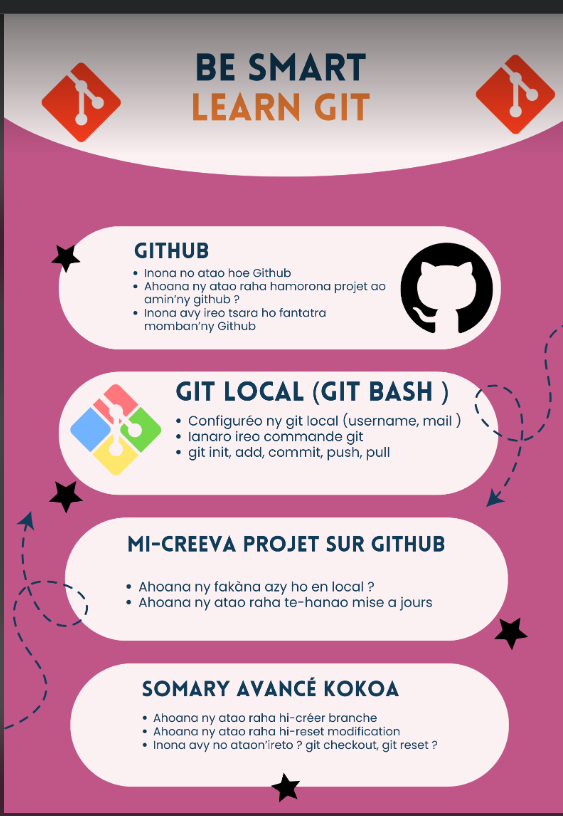 BE SMART
LEARN GIT
GITHUB
• Inona no atao hoe Github
• Ahoana ny atao raha hamorona projet ao
amin'ny github ?
• Inona avy ireo tsara ho fantatra
momban'ny Github
GIT LOCAL (GIT BASH )
• Configuréo ny git local (username, mail )
• Ianaro ireo commande git
• git init, add, commit, push, pull
MI-CREEVA PROJET SUR GITHUB
• Ahoana ny fakàna azy ho en local ?
• Ahoana ny atao raha te-hanao mise a jours
SOMARY AVANCÉ KOKOA
• Ahoana ny atao raha hi-créer branche
• Ahoana ny atao raha hi-reset modification
• Inona avy no ataon'ireto ? git checkout, git reset ?